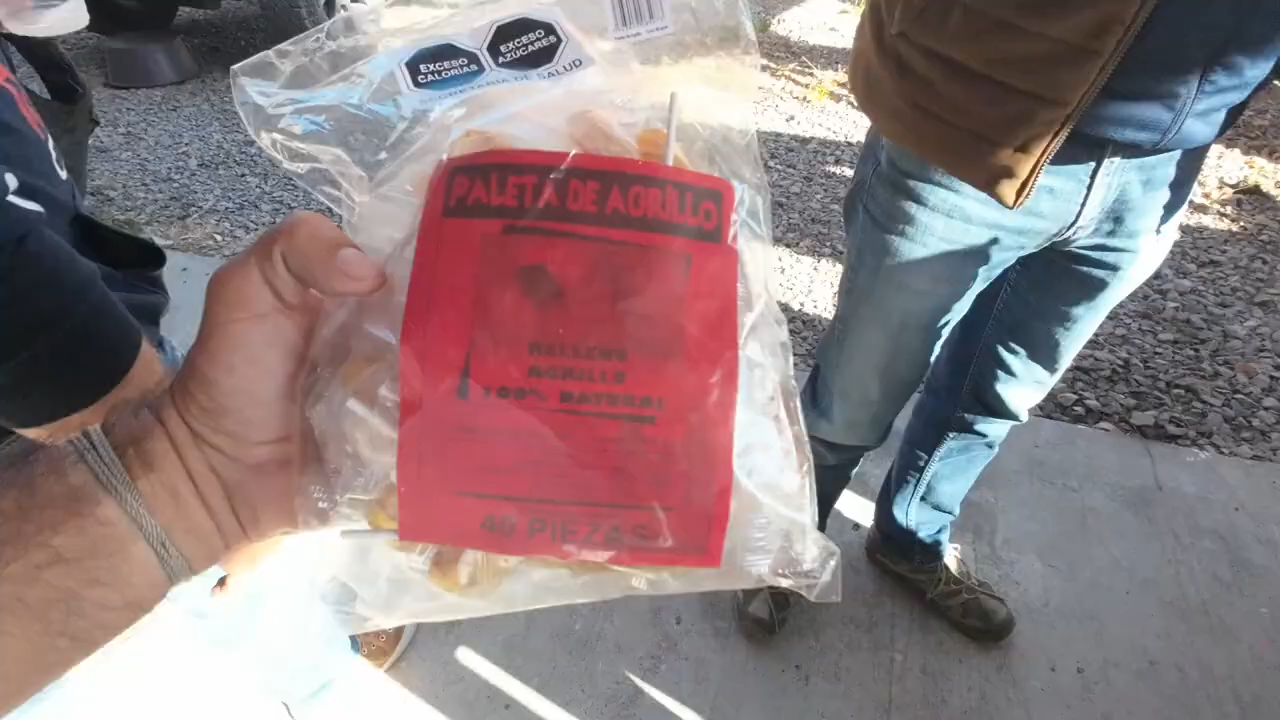 EXCESO
CALORÍAS
EXCESO
AZÚCARES
SECRETARÍA DE SALUD
PALETA DE AGRILLO
RELLENO
AGRILLO
100% NATURAL
40 PIEZAS